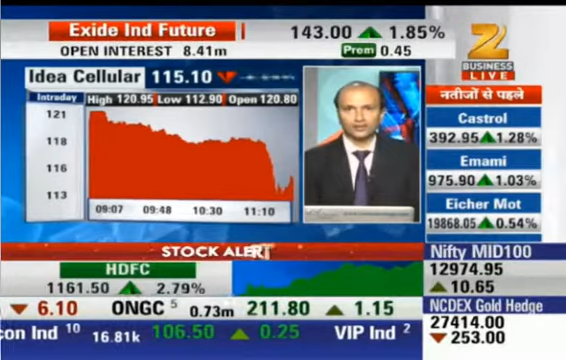 Exide Ind Future
143.00 1.85%
OPEN INTEREST 8.41m
Prem 0.45
Z
BUSINESS
LIVE
Idea Cellular 115.10
Intraday High 120.95 Low 112.90 Open 120.80
121
118
116
113
09:07 09:48 10:30 11:10
नतीजों से पहले
Castrol
392.95 1.28%
Emami
975.90 1.03%
Eicher Mot
19868.05 0.54%
STOCK ALERT
HDFC
1161.50 2.79%
Nifty MID100
12974.95
10.65
NCDEX Gold Hedge
27414.00
253.00
6.10 ONGC 5 0.73m 211.80 1.15
con Ind 10 16.81k 106.50 0.25 VIP Ind 2